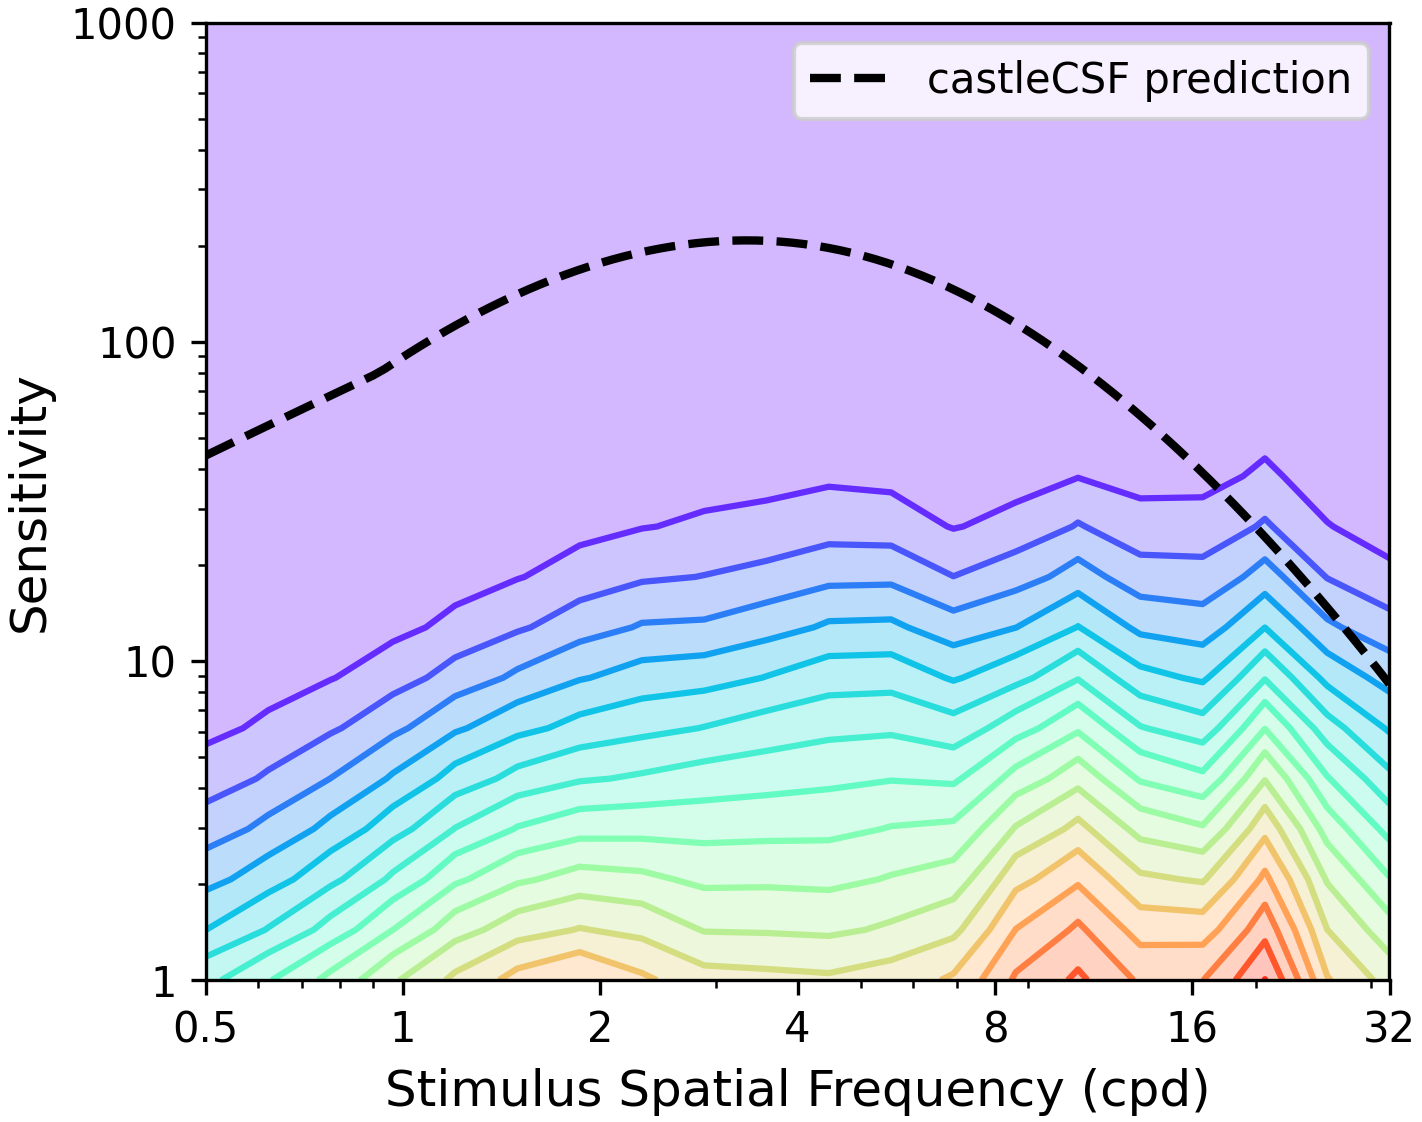 1000
castleCSF prediction
100
Sensitivity
10
1
0.5 1 2 4 8 16 32
Stimulus Spatial Frequency (cpd)